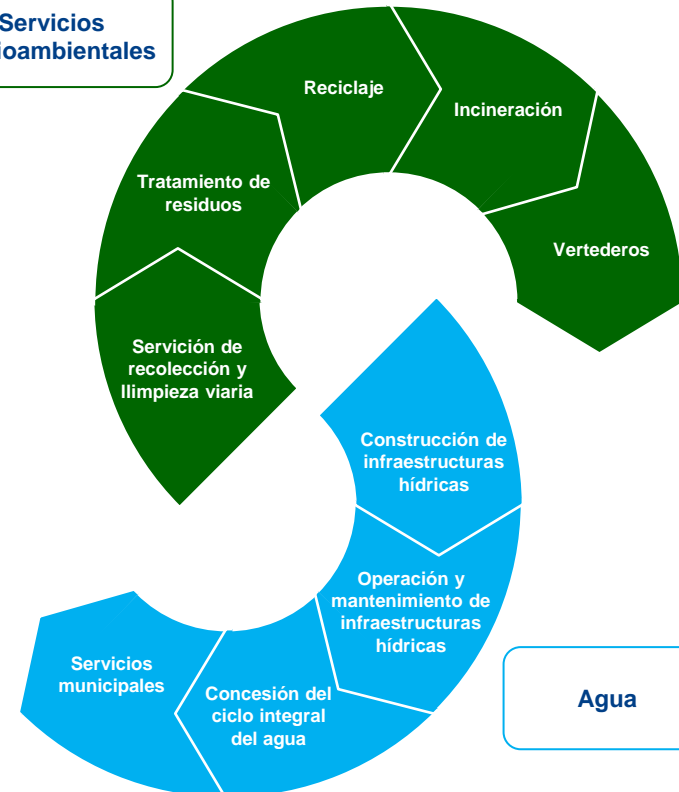 Servicios
ioambientales
Reciclaje
Incineración
Tratamiento de
residuos
Vertederos
Servición de
recolección y
llimpieza viaria
Construcción de
infraestructuras
hídricas
Operación y
mantenimiento de
infraestructuras
hídricas
Servicios
municipales
Concesión del
ciclo integral
del agua
Agua